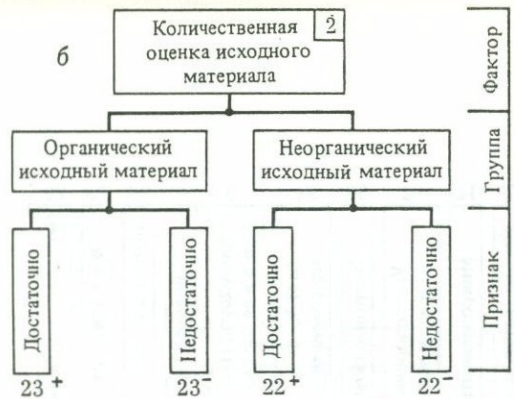 б
Количественная
оценка исходного
материала
2
Фактор
Органический
исходный материал
Неорганический
исходный материал
Группа
Достаточно
Недостаточно
Достаточно
Недостаточно
Признак
23+
23−
22+
22−